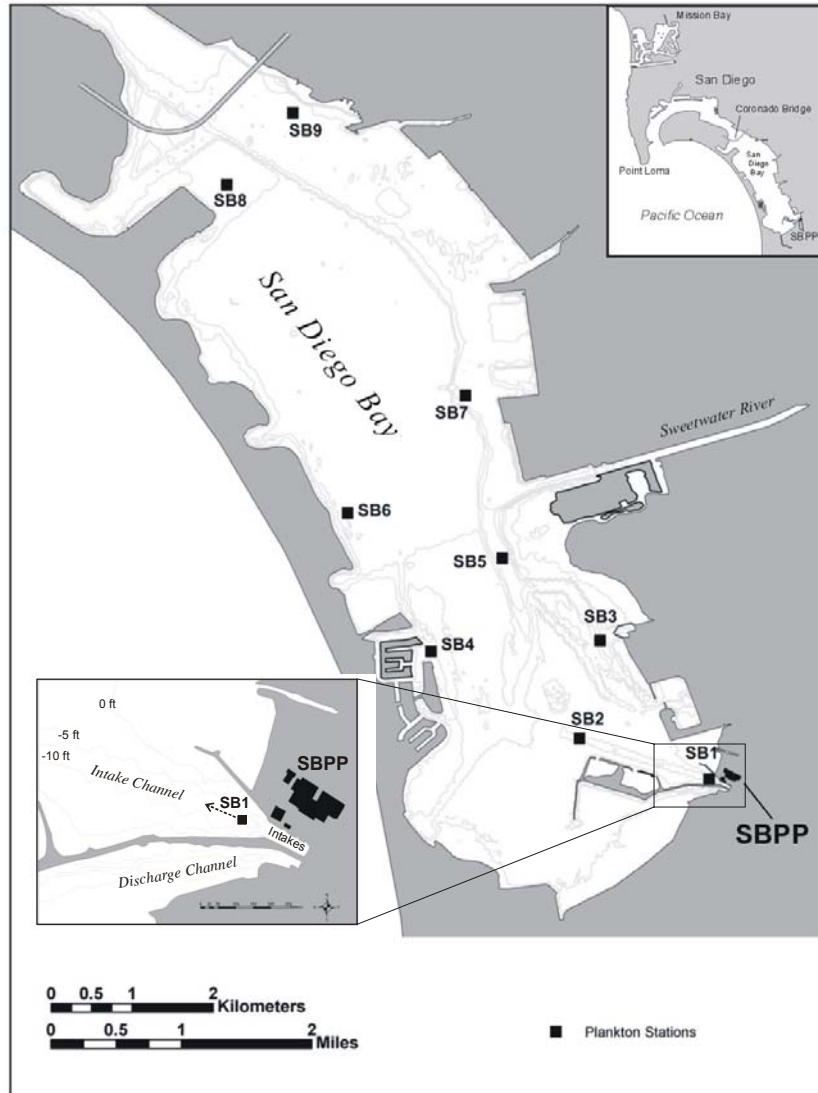 Mission Bay
San Diego
Coronado Bridge
San
Diego
Bay
Point Loma
Pacific Ocean
SBPP
SB9
SB8
San Diego Bay
SB7
Sweetwater River
SB6
SB5
SB3
SB4
SB2
SB1
SBPP
0 ft
-5 ft
-10 ft
SBPP
Intake Channel
SB1
Intakes
Discharge Channel
0 0.5 1 2
Kilometers
0 0.5 1 2
Miles
Plankton Stations